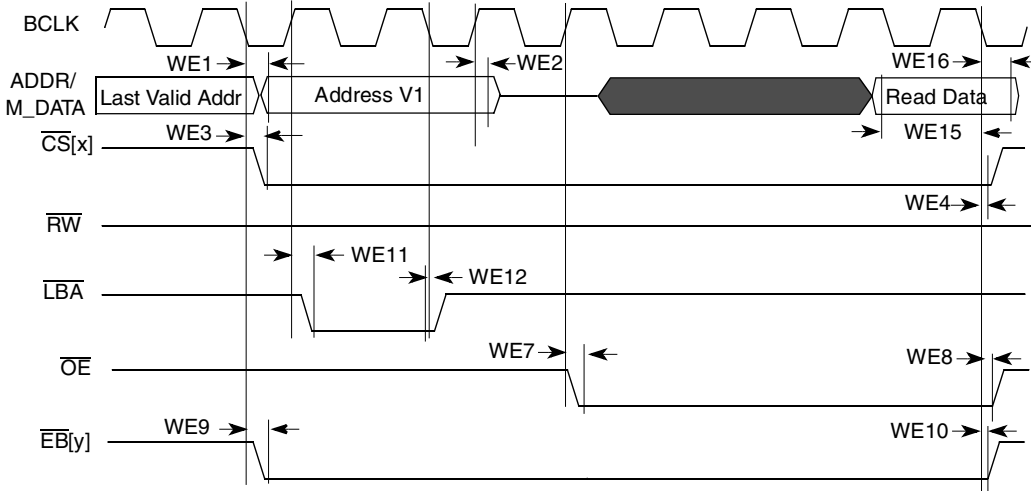 BCLK
WE1
WE2
WE16
ADDR/
M_DATA
Last Valid Addr
Address V1
Read Data
WE3
WE15
CS[x]
WE4
RW
WE11
WE12
LBA
WE7
WE8
OE
WE9
WE10
EB[y]